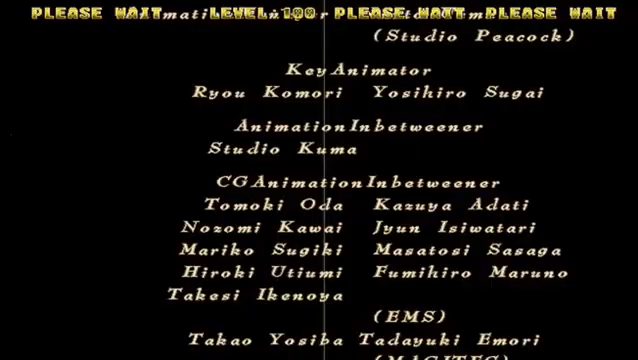 PLEASE WAIT LEVEL:100 PLEASE WAIT PLEASE WAIT
(Studio Peacock)
KeyAnimator
Ryou Komori Yosihiro Sugai
AnimationInbetweener
Studio Kuma
CGAnimationInbetweener
Tomoki Oda Kazuya Adati
Nozomi Kawai Jyun Isiwatari
Mariko Sugiki Masatosi Sasaga
Hiroki Utiumi Fumihiro Maruno
Takesi Ikenoya
(EMS)
Takao Yosiba Tadayuki Emori
(MAGITEC)